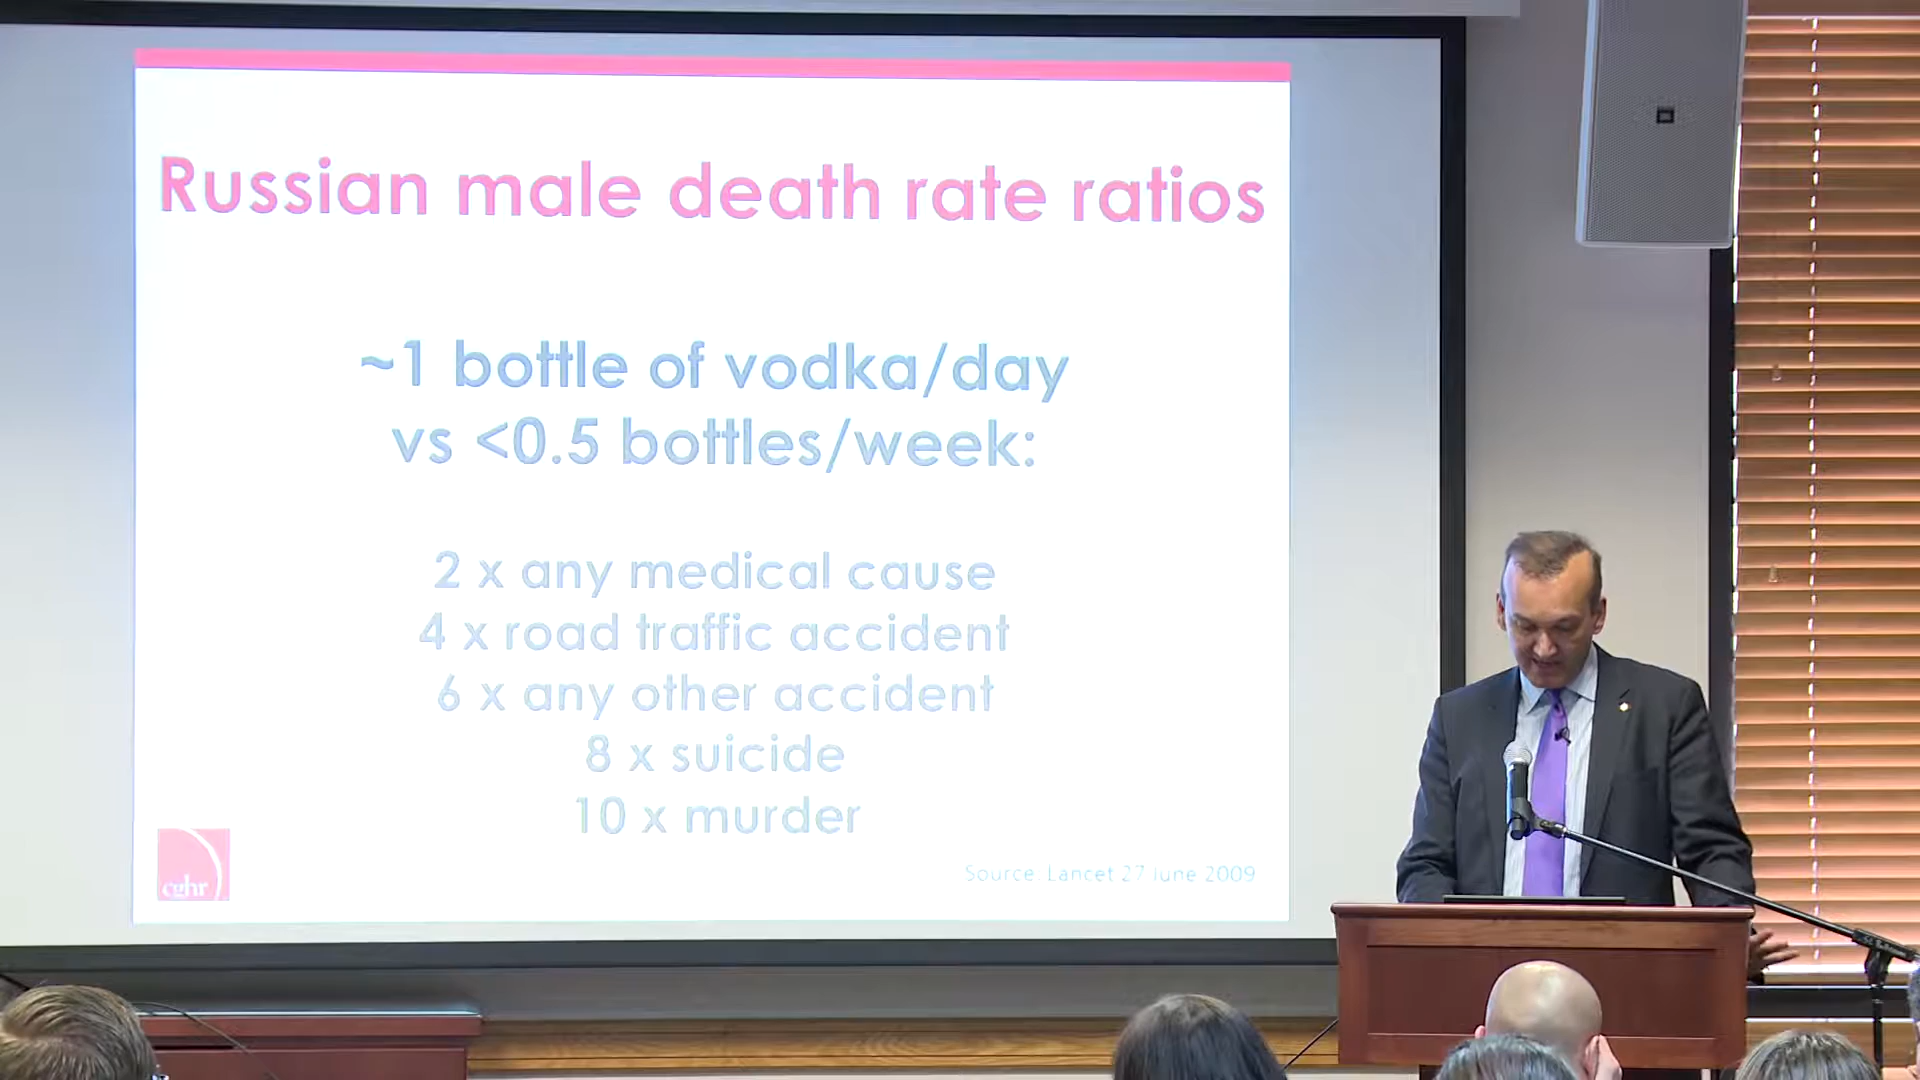 Russian male death rate ratios
~1 bottle of vodka/day
vs <0.5 bottles/week:
2 x any medical cause
4 x road traffic accident
6 x any other accident
8 x suicide
10 x murder
cghr
Source: Lancet 27 June 2009